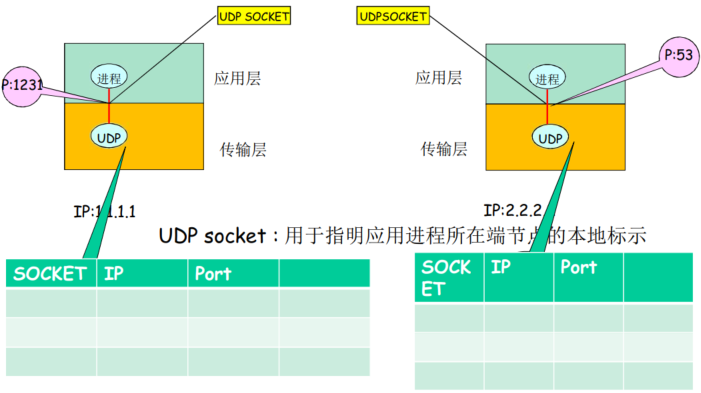 UDP SOCKET
UDPSOCKET
P:1231
进程
应用层
UDP
传输层
P:53
进程
应用层
UDP
传输层
IP:1.1.1.1
IP:2.2.2
UDP socket : 用于指明应用进程所在端节点的本地标示
SOCKET IP Port
SOCK IP Port
ET